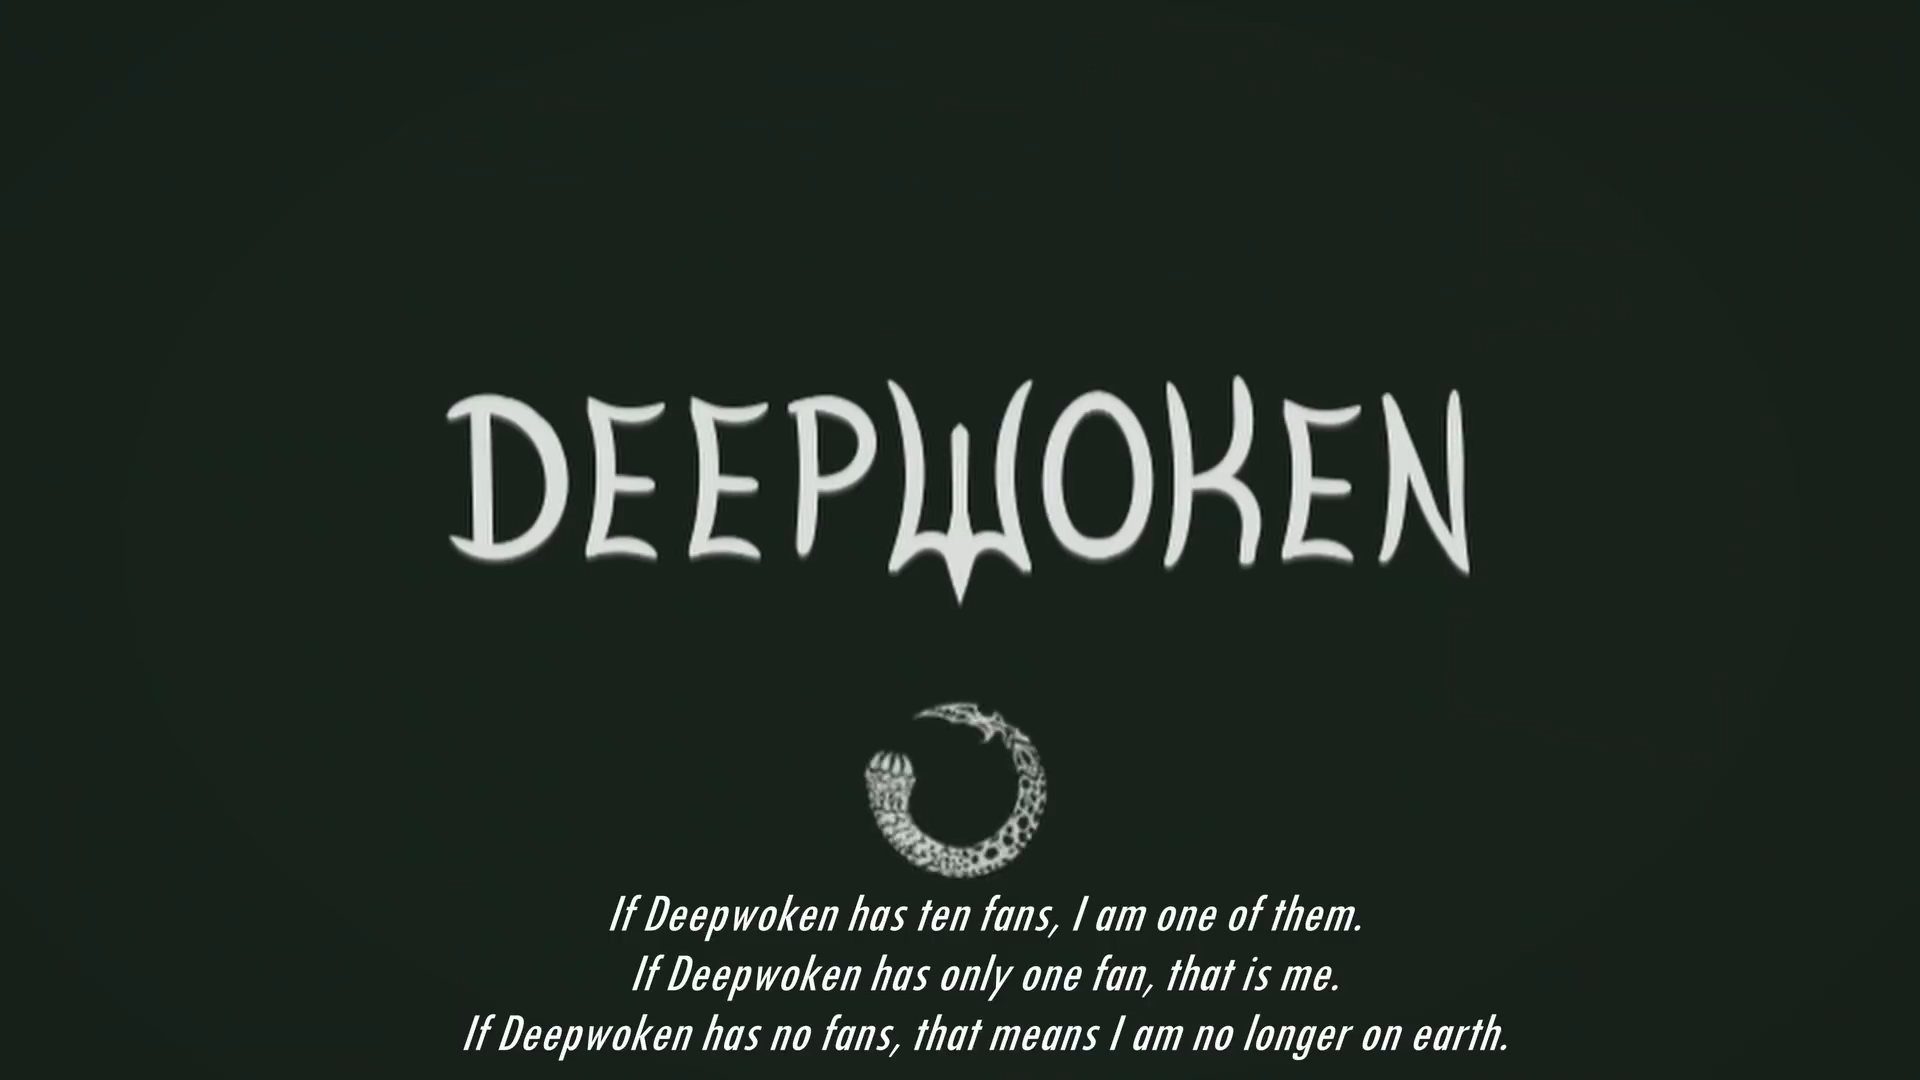 DEEPWOKEN
If Deepwoken has ten fans, I am one of them.
If Deepwoken has only one fan, that is me.
If Deepwoken has no fans, that means I am no longer on earth.